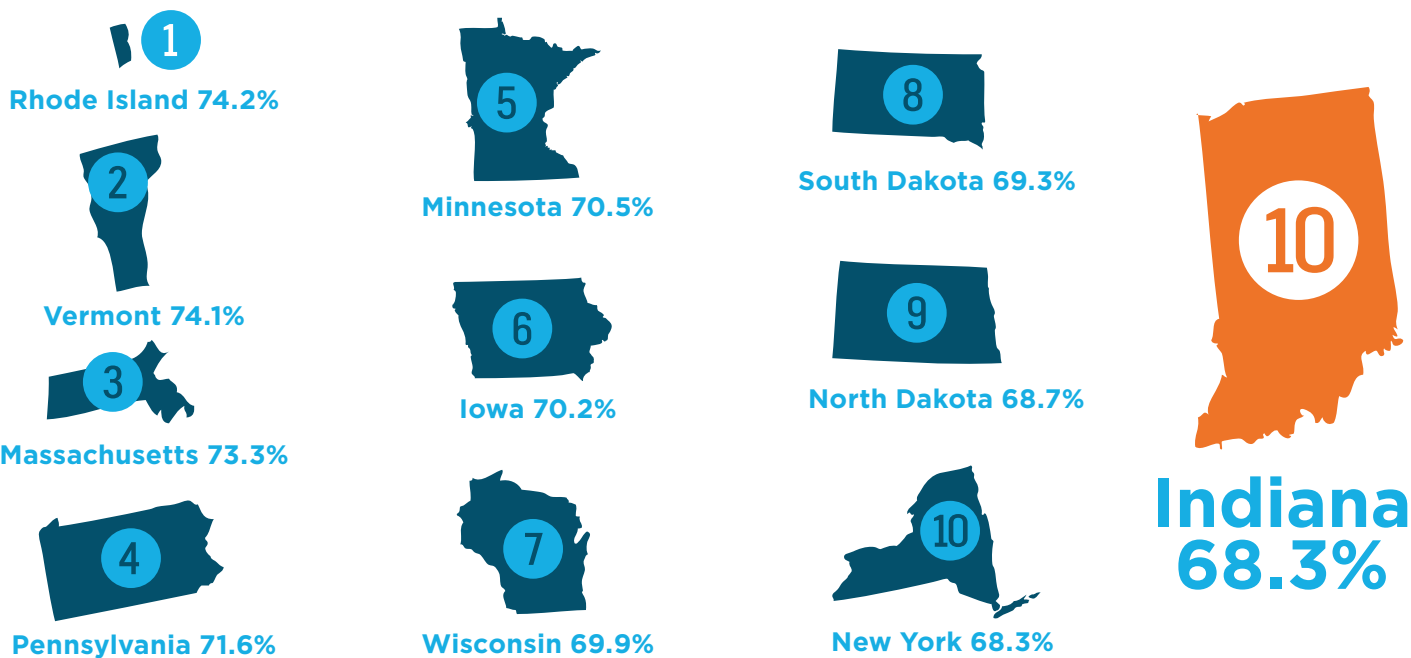 1
Rhode Island 74.2%
2
Vermont 74.1%
3
Massachusetts 73.3%
4
Pennsylvania 71.6%
5
Minnesota 70.5%
6
Iowa 70.2%
7
Wisconsin 69.9%
8
South Dakota 69.3%
9
North Dakota 68.7%
10
New York 68.3%
10
Indiana
68.3%